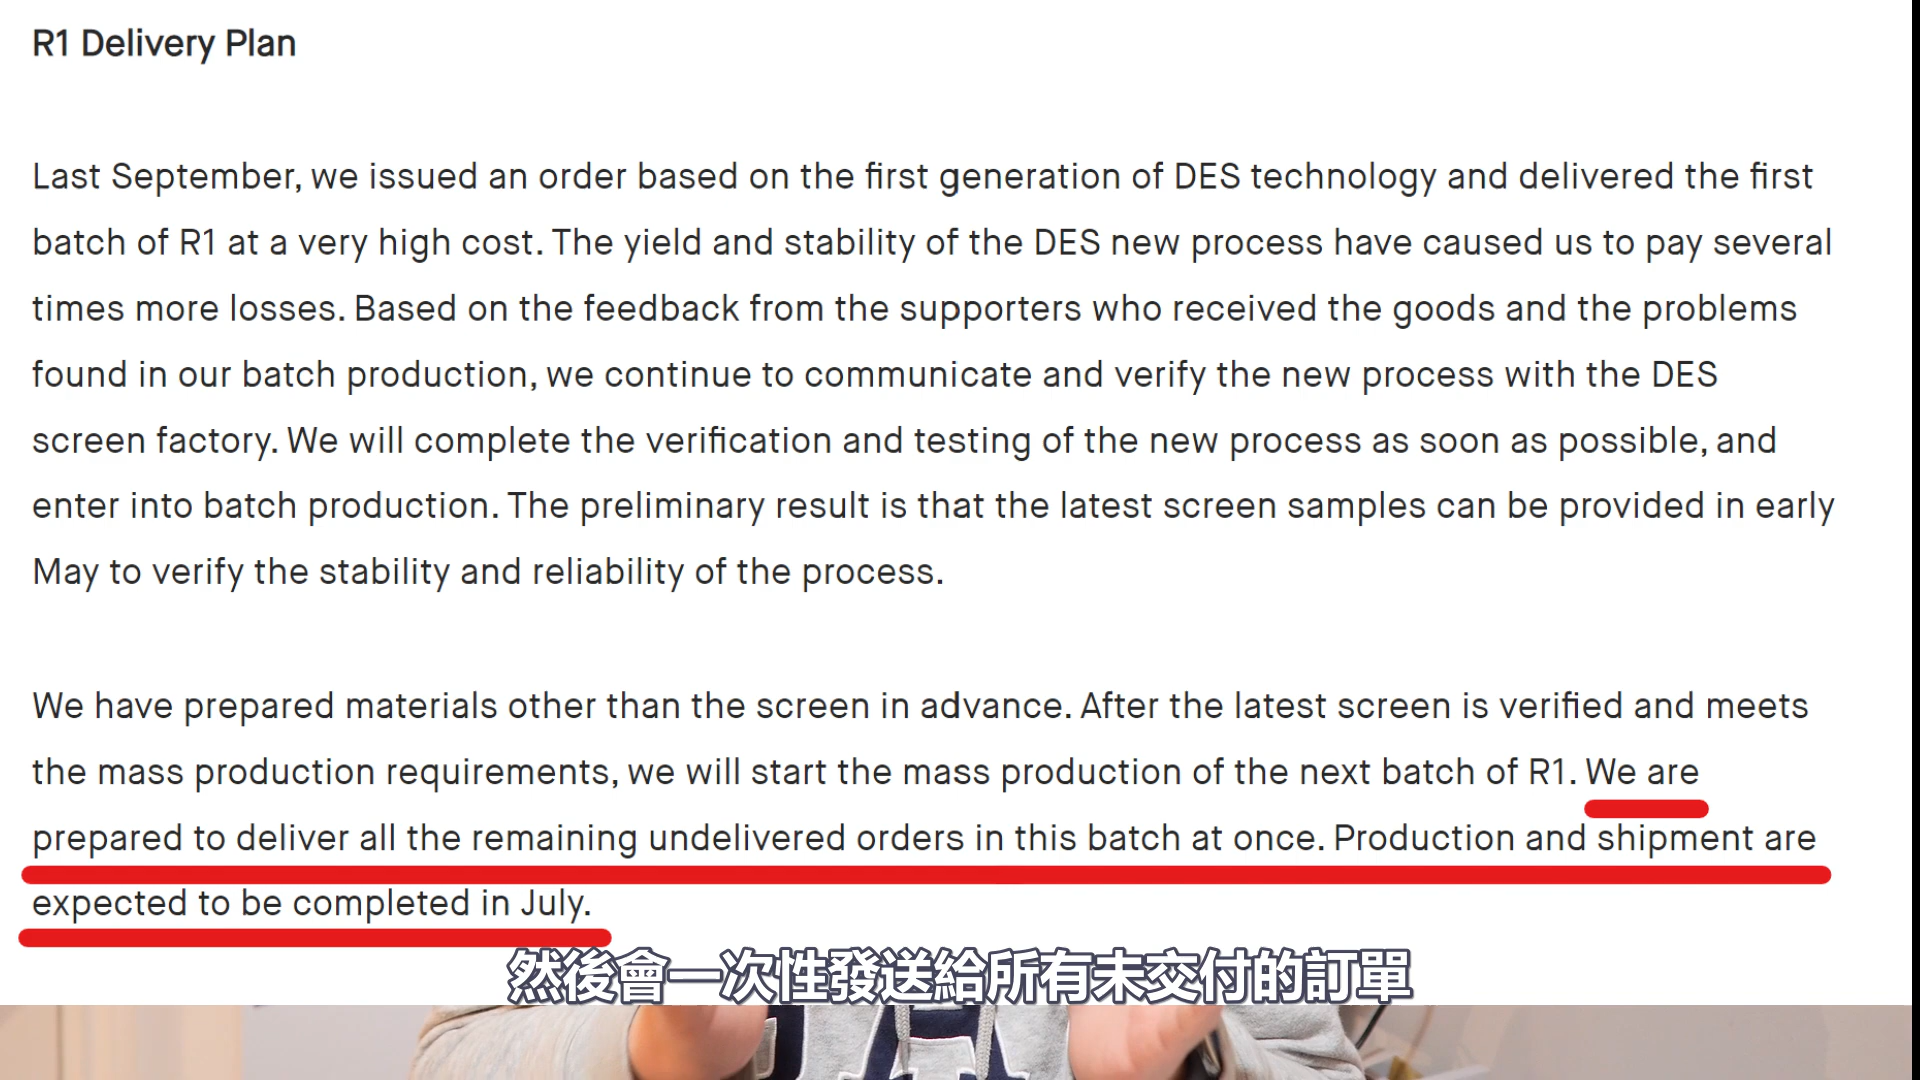 R1 Delivery Plan
Last September, we issued an order based on the first generation of DES technology and delivered the first
batch of R1 at a very high cost. The yield and stability of the DES new process have caused us to pay several
times more losses. Based on the feedback from the supporters who received the goods and the problems
found in our batch production, we continue to communicate and verify the new process with the DES
screen factory. We will complete the verification and testing of the new process as soon as possible, and
enter into batch production. The preliminary result is that the latest screen samples can be provided in early
May to verify the stability and reliability of the process.
We have prepared materials other than the screen in advance. After the latest screen is verified and meets
the mass production requirements, we will start the mass production of the next batch of R1. We are
prepared to deliver all the remaining undelivered orders in this batch at once. Production and shipment are
expected to be completed in July.
然後會一次性發送給所有未交付的訂單